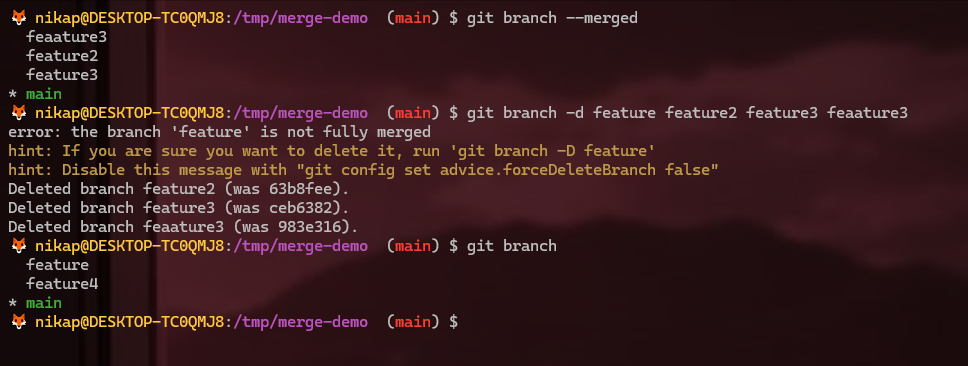 🦊 nikap@DESKTOP-TC0QMJ8:/tmp/merge-demo (main) $ git branch --merged
  feaature3
  feature2
  feature3
* main
🦊 nikap@DESKTOP-TC0QMJ8:/tmp/merge-demo (main) $ git branch -d feature feature2 feature3 feaature3
error: the branch 'feature' is not fully merged
hint: If you are sure you want to delete it, run 'git branch -D feature'
hint: Disable this message with "git config set advice.forceDeleteBranch false"
Deleted branch feature2 (was 63b8fee).
Deleted branch feature3 (was ceb6382).
Deleted branch feaature3 (was 983e316).
🦊 nikap@DESKTOP-TC0QMJ8:/tmp/merge-demo (main) $ git branch
  feature
  feature4
* main
🦊 nikap@DESKTOP-TC0QMJ8:/tmp/merge-demo (main) $